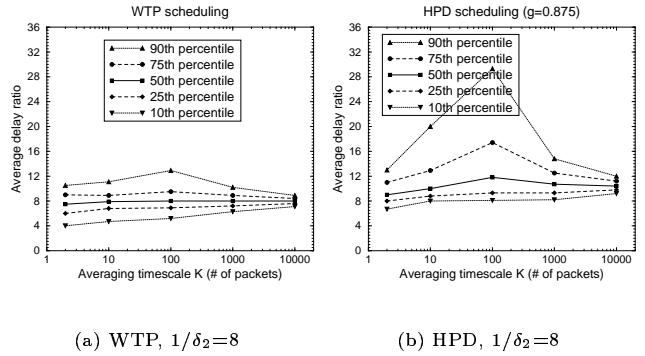 WTP scheduling
36
32
28
24
20
16
12
8
4
0
Average delay ratio
90th percentile
75th percentile
50th percentile
25th percentile
10th percentile
1 10 100 1000 10000
Averaging timescale K (# of packets)
(a) WTP, 1/δ₂=8
HPD scheduling (g=0.875)
36
32
28
24
20
16
12
8
4
0
Average delay ratio
90th percentile
75th percentile
50th percentile
25th percentile
10th percentile
1 10 100 1000 10000
Averaging timescale K (# of packets)
(b) HPD, 1/δ₂=8